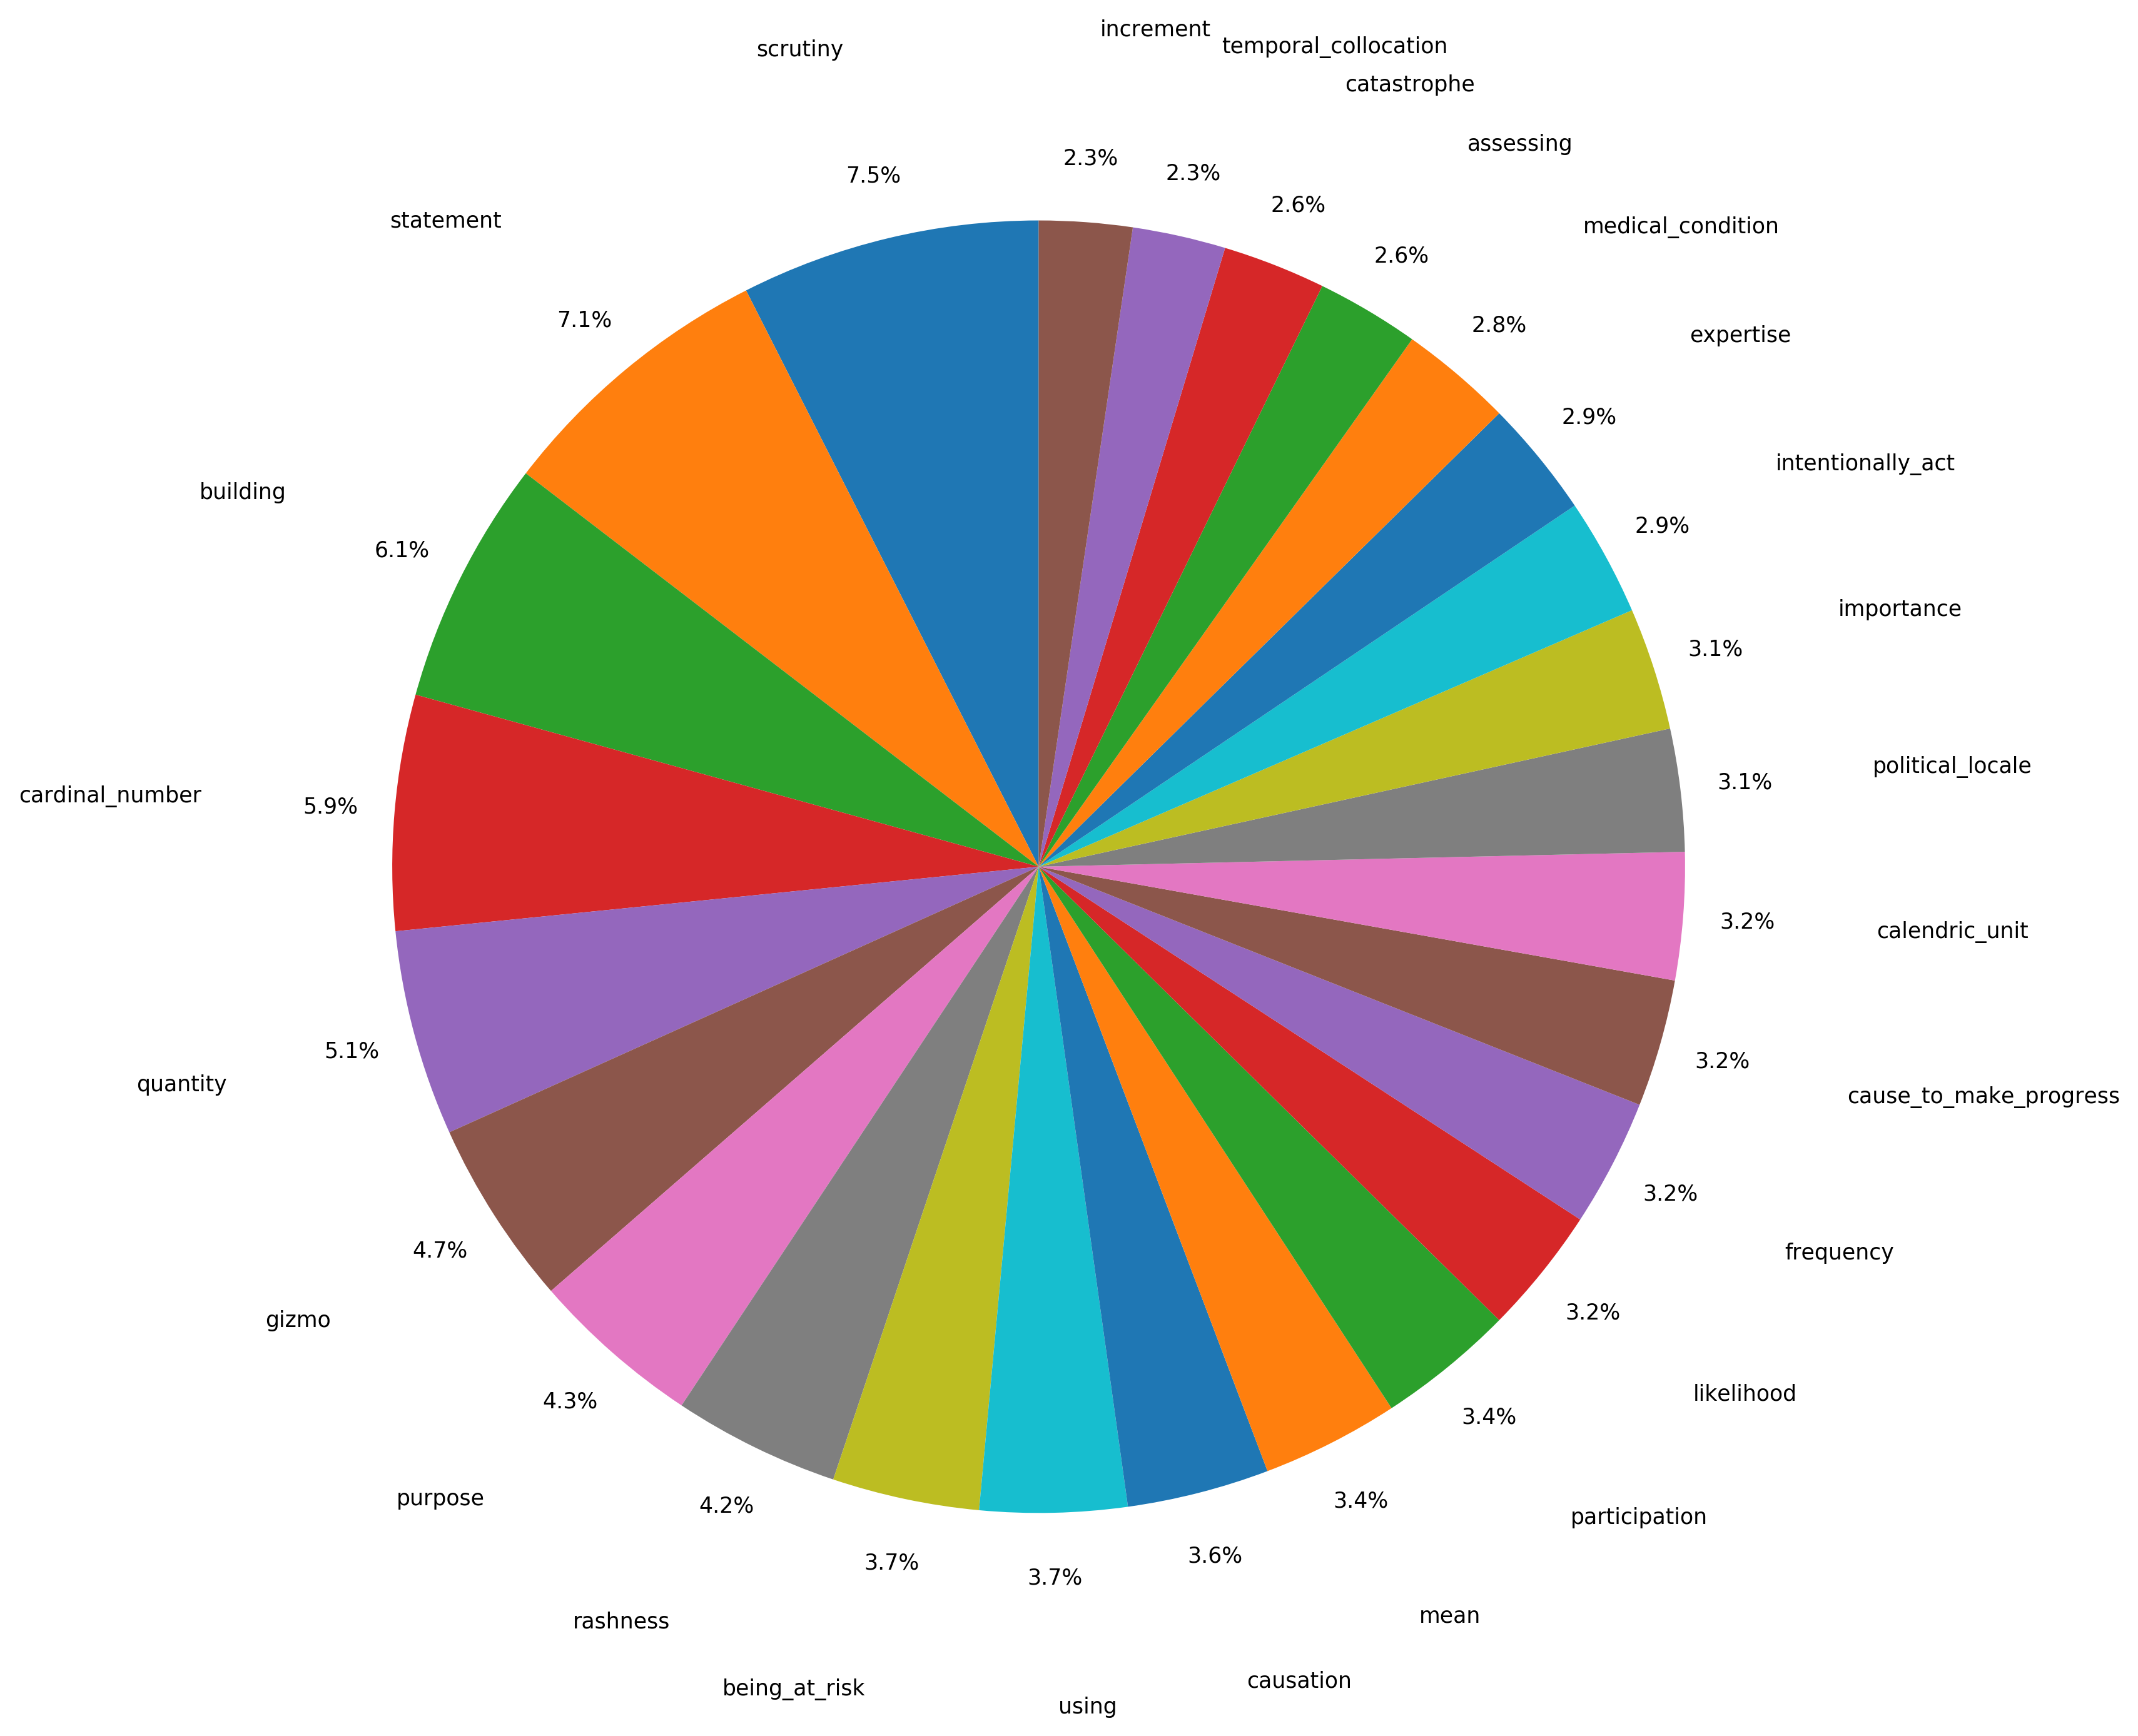 increment
scrutiny
temporal_collocation
catastrophe
assessing
2.3%
2.3%
7.5%
2.6%
statement
medical_condition
2.6%
7.1%
2.8%
expertise
2.9%
intentionally_act
building
2.9%
6.1%
importance
3.1%
political_locale
3.1%
cardinal_number
5.9%
3.2%
calendric_unit
5.1%
3.2%
quantity
cause_to_make_progress
3.2%
4.7%
frequency
3.2%
gizmo
likelihood
4.3%
3.4%
purpose
3.4%
4.2%
participation
3.6%
3.7%
3.7%
mean
rashness
causation
being_at_risk
using